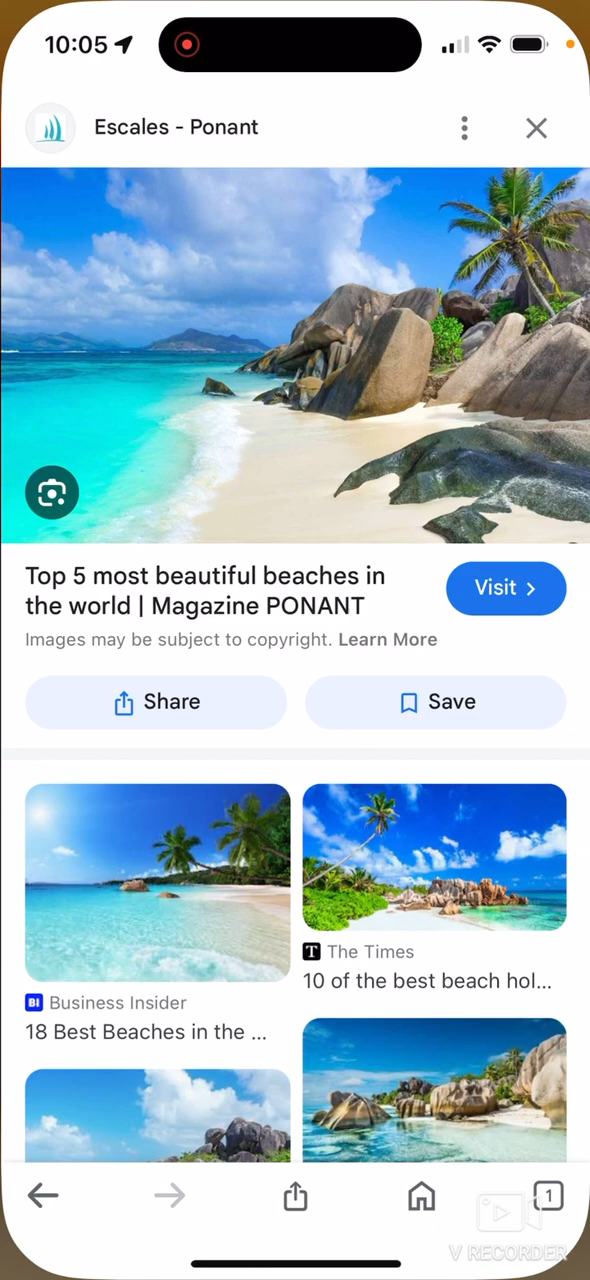 10:05
Escales - Ponant
Top 5 most beautiful beaches in
the world | Magazine PONANT
Visit
Images may be subject to copyright. Learn More
Share
Save
T The Times
10 of the best beach hol...
BI Business Insider
18 Best Beaches in the ...
1
V RECORDER